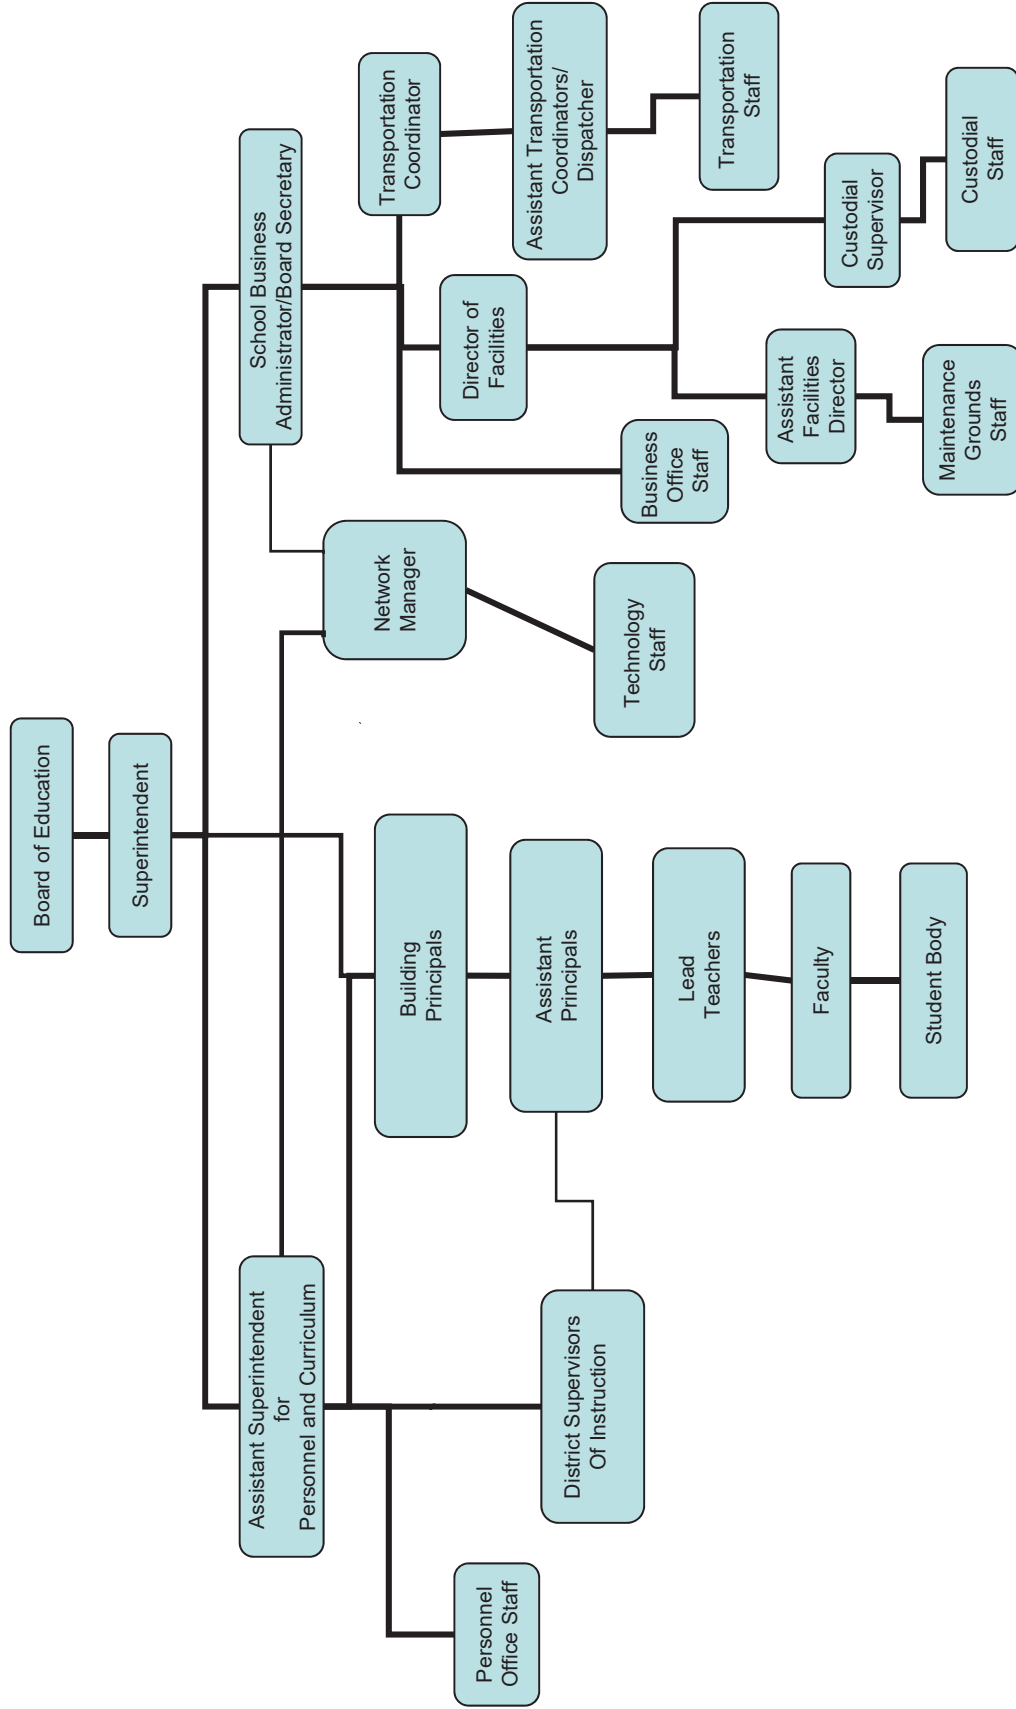 Board of Education
Superintendent
Assistant Superintendent
for
Personnel and Curriculum
School Business
Administrator/Board Secretary
Network
Manager
Building
Principals
Transportation
Coordinator
Personnel
Office Staff
District Supervisors
Of Instruction
Assistant
Principals
Technology
Staff
Business
Office
Staff
Director of
Facilities
Assistant Transportation
Coordinators/
Dispatcher
Lead
Teachers
Transportation
Staff
Faculty
Assistant
Facilities
Director
Custodial
Supervisor
Student Body
Maintenance
Grounds
Staff
Custodial
Staff